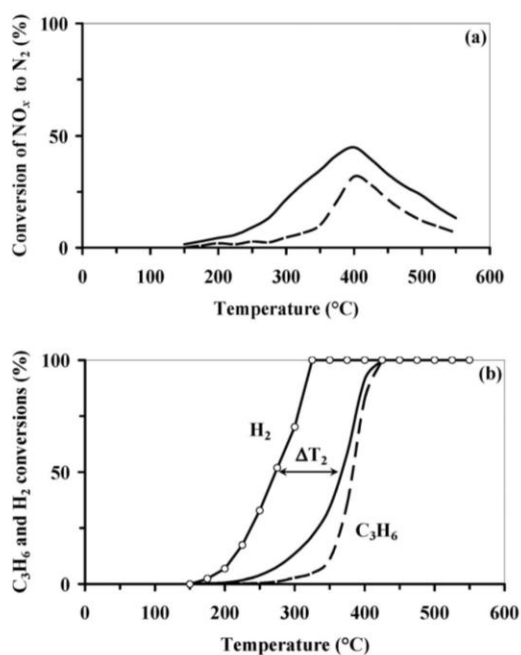 Conversion of NOx to N2 (%)
100
(a)
50
0
0 100 200 300 400 500 600
Temperature (°C)
C3H6 and H2 conversions (%)
100
(b)
H2
ΔT2
50
C3H6
0
0 100 200 300 400 500 600
Temperature (°C)